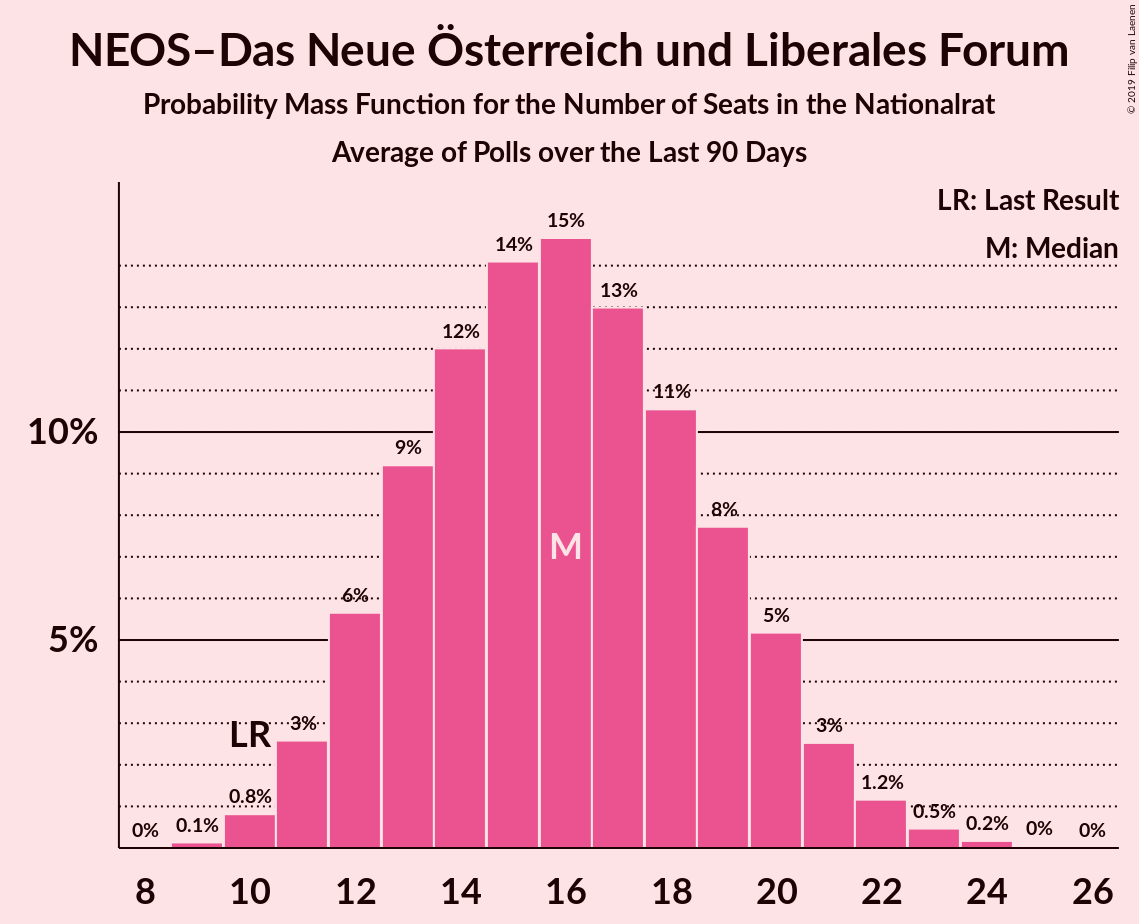 NEOS–Das Neue Österreich und Liberales Forum
Probability Mass Function for the Number of Seats in the Nationalrat
Average of Polls over the Last 90 Days
© 2019 Filip van Laenen
LR: Last Result
M: Median
15%
14%
13%
12%
11%
10%
9%
8%
M
6%
5%
5%
LR
3%
3%
0.8%
1.2%
0%
0.1%
0.5%
0.2%
0%
0%
8 10 12 14 16 18 20 22 24 26